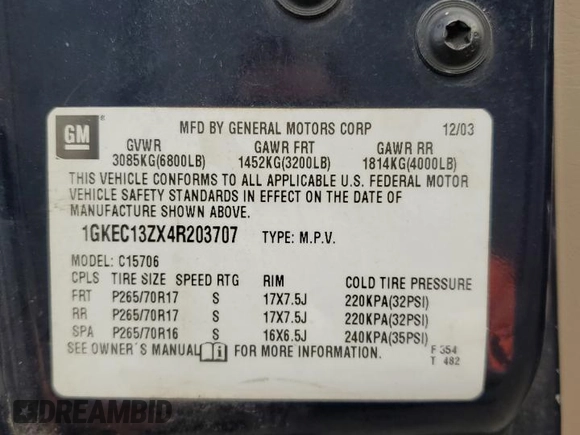 GM ®
MFD BY GENERAL MOTORS CORP 12/03
GVWR GAWR FRT GAWR RR
3085KG(6800LB) 1452KG(3200LB) 1814KG(4000LB)
THIS VEHICLE CONFORMS TO ALL APPLICABLE U.S. FEDERAL MOTOR
VEHICLE SAFETY STANDARDS IN EFFECT ON THE DATE OF
MANUFACTURE SHOWN ABOVE.
1GKEC13ZX4R203707 TYPE: M.P.V.
MODEL: C15706
CPLS TIRE SIZE SPEED RTG RIM COLD TIRE PRESSURE
FRT P265/70R17 S 17X7.5J 220KPA(32PSI)
RR P265/70R17 S 17X7.5J 220KPA(32PSI)
SPA P265/70R16 S 16X6.5J 240KPA(35PSI)
SEE OWNER'S MANUAL i FOR MORE INFORMATION. F 354
T 482
DREAMBID